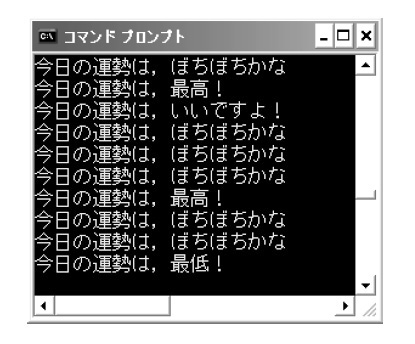 コマンド プロンプト
今日の運勢は，ぼちぼちかな
今日の運勢は，最高！
今日の運勢は，いいですよ！
今日の運勢は，ぼちぼちかな
今日の運勢は，ぼちぼちかな
今日の運勢は，ぼちぼちかな
今日の運勢は，最高！
今日の運勢は，ぼちぼちかな
今日の運勢は，ぼちぼちかな
今日の運勢は，最低！